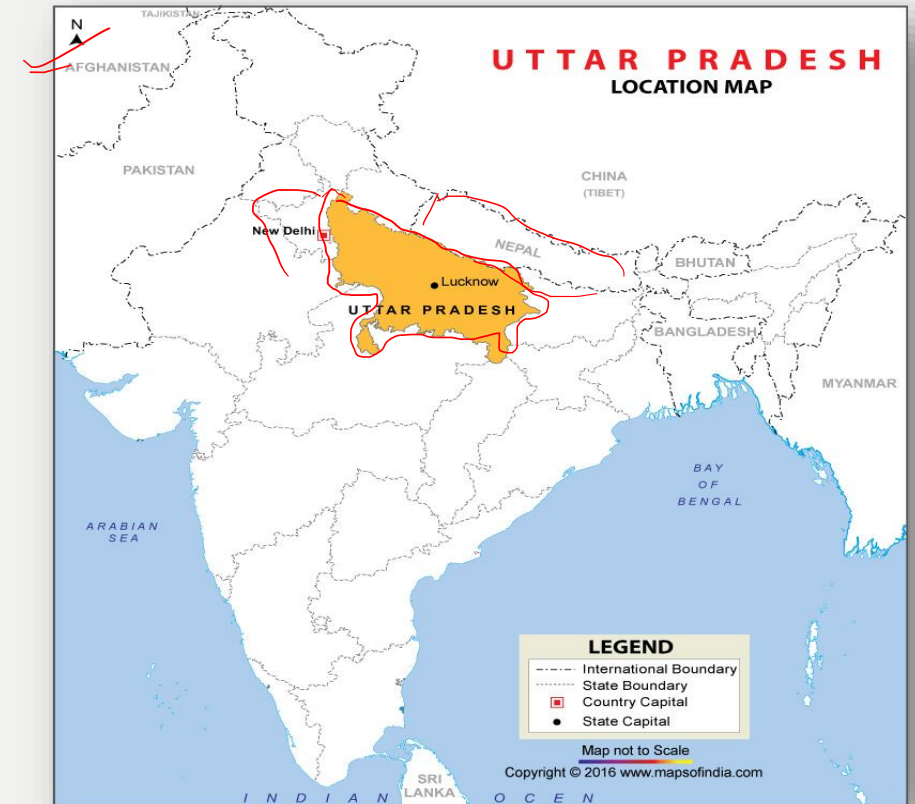 TAJIKISTAN
N
UTTAR PRADESH
LOCATION MAP
AFGHANISTAN
PAKISTAN
CHINA
(TIBET)
New Delhi
NEPAL
BHUTAN
Lucknow
UTTAR PRADESH
BANGLADESH
MYANMAR
BAY
OF
BENGAL
ARABIAN
SEA
LEGEND
International Boundary
State Boundary
Country Capital
State Capital
Map not to Scale
Copyright © 2016 www.mapsofindia.com
SRI
LANKA
INDIAN OCEN